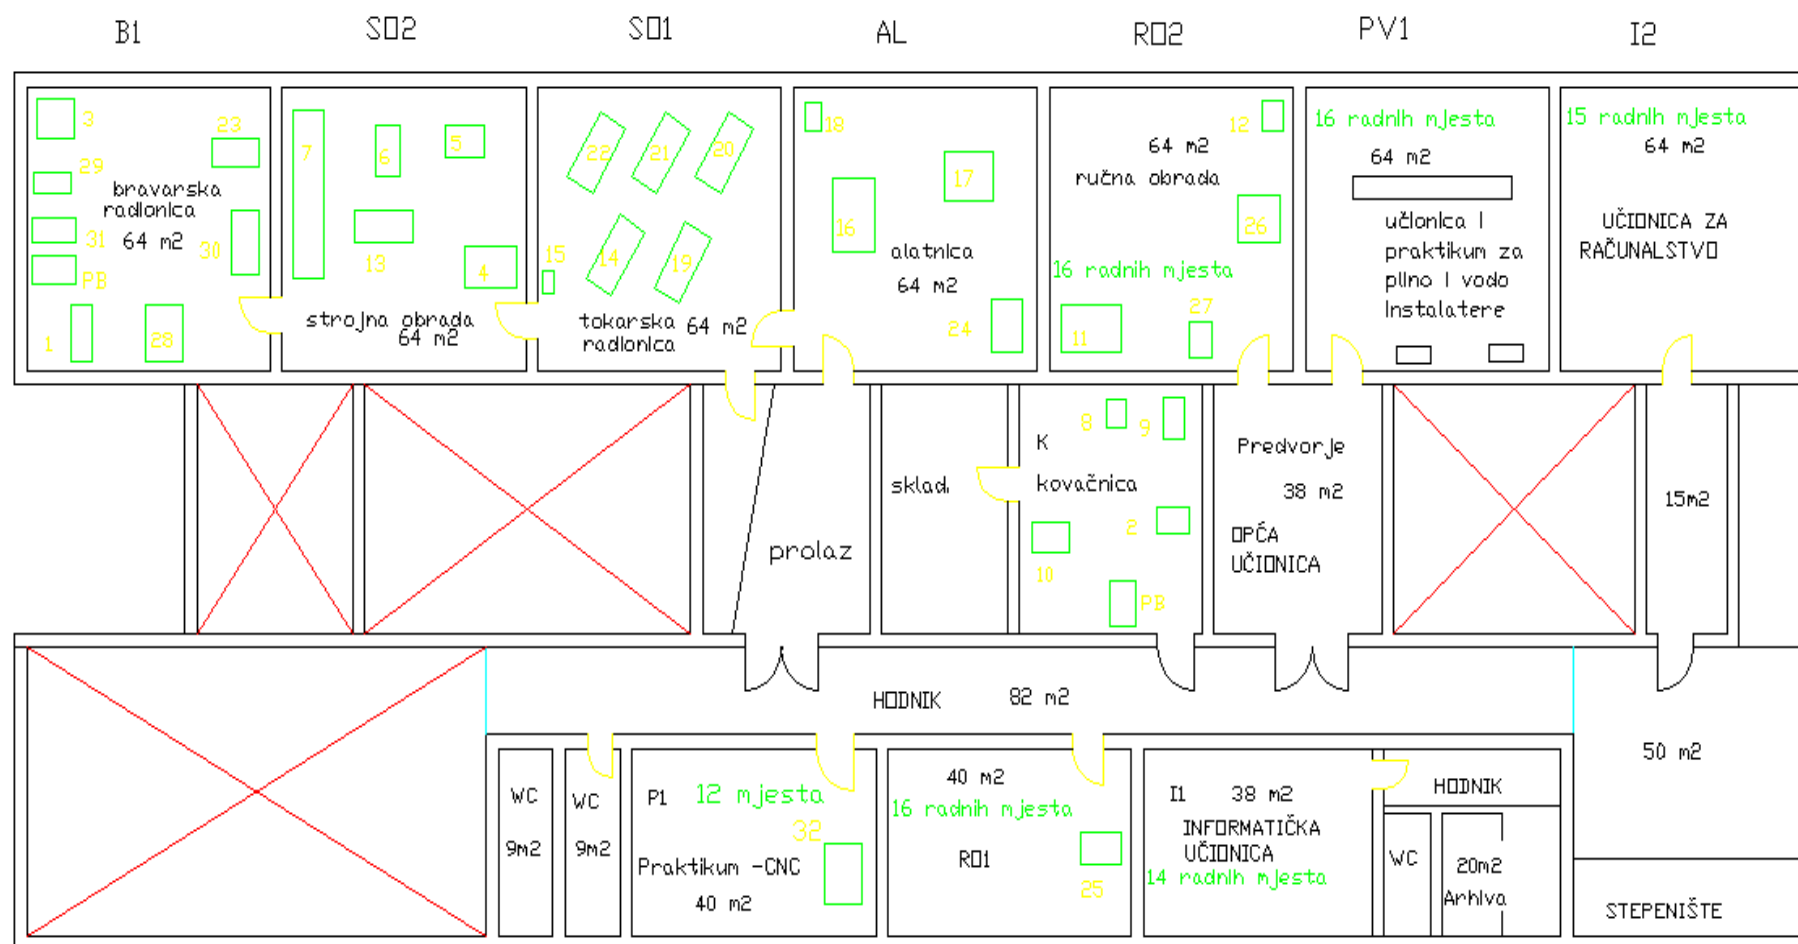 B1
SO2
SO1
AL
RO2
PV1
I2
3
23
29
bravarska
radionica
64 m2
31
30
PB
1
28
7
6
5
13
4
strojna obrada
64 m2
22
21
20
15
14
19
tokarska 64 m2
radionica
18
17
16
alatnica
64 m2
24
12
64 m2
ručna obrada
26
16 radnih mjesta
27
11
16 radnih mjesta
64 m2
učionica i
praktikum za
plino i vodo
instalatere
15 radnih mjesta
64 m2
UČIONICA ZA
RAČUNALSTVO
prolaz
sklad.
8
9
K
kovačnica
2
10
PB
Predvorje
38 m2
OPĆA
UČIONICA
15m2
HODNIK 82 m2
50 m2
WC
9m2
WC
9m2
P1 12 mjesta
32
Praktikum -CNC
40 m2
40 m2
16 radnih mjesta
RO1
25
I1 38 m2
INFORMATIČKA
UČIONICA
14 radnih mjesta
HODNIK
WC
20m2
Arhiva
STEPENIŠTE